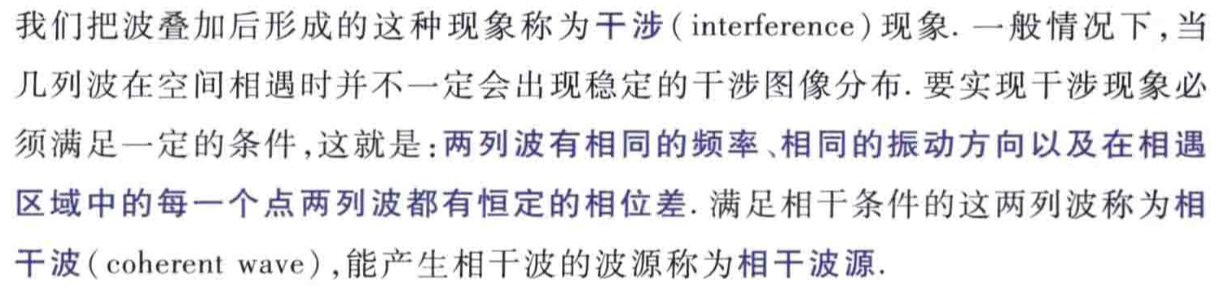 我们把波叠加后形成的这种现象称为干涉(interference)现象. 一般情况下,当
几列波在空间相遇时并不一定会出现稳定的干涉图像分布. 要实现干涉现象必
须满足一定的条件,这就是:两列波有相同的频率、相同的振动方向以及在相遇
区域中的每一个点两列波都有恒定的相位差. 满足相干条件的这两列波称为相
干波(coherent wave),能产生相干波的波源称为相干波源.